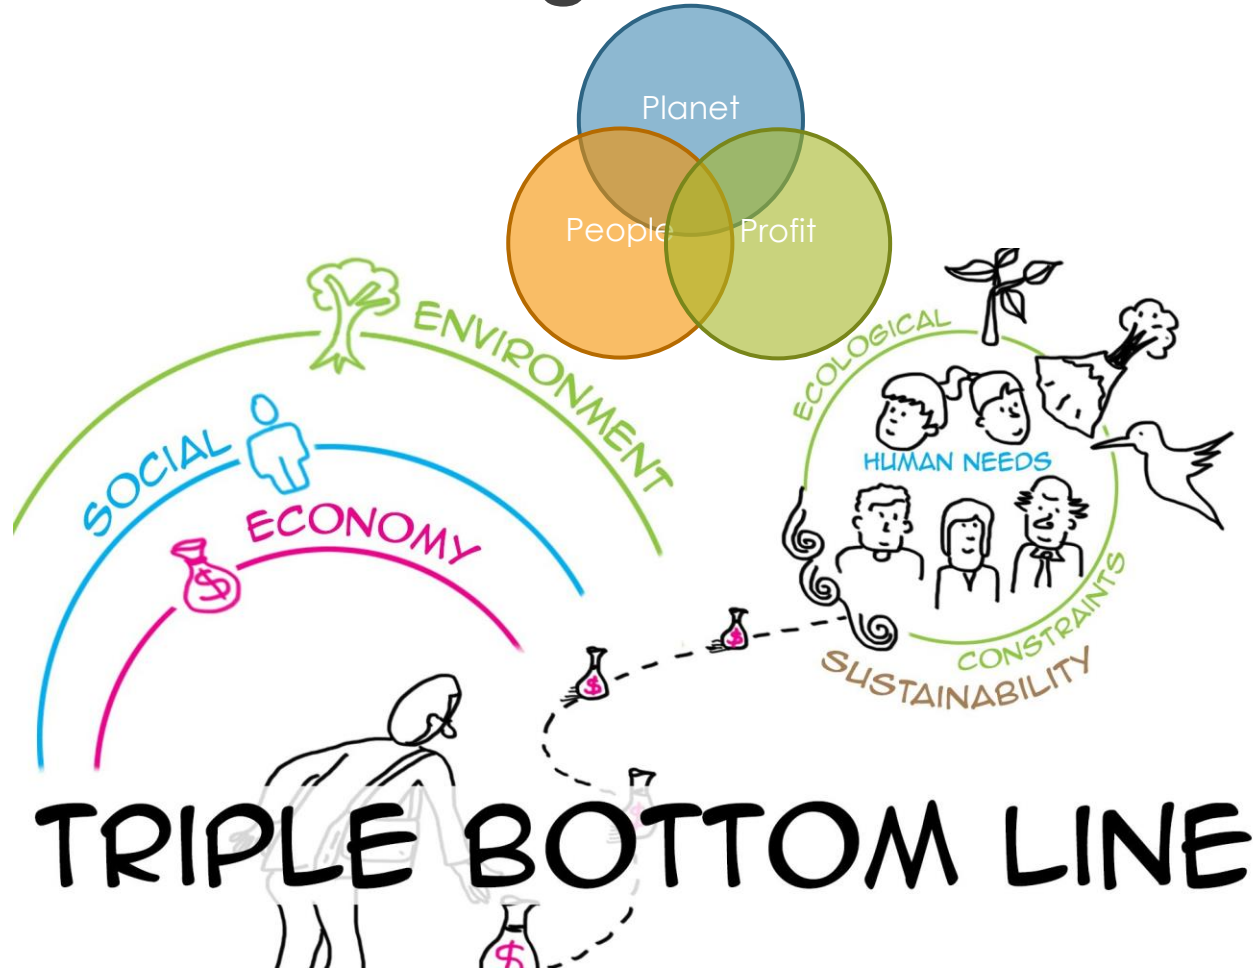 Planet
People
Profit
ENVIRONMENT
SOCIAL
ECONOMY
$
ECOLOGICAL
HUMAN NEEDS
CONSTRAINTS
SUSTAINABILITY
$
$
$
TRIPLE BOTTOM LINE
$